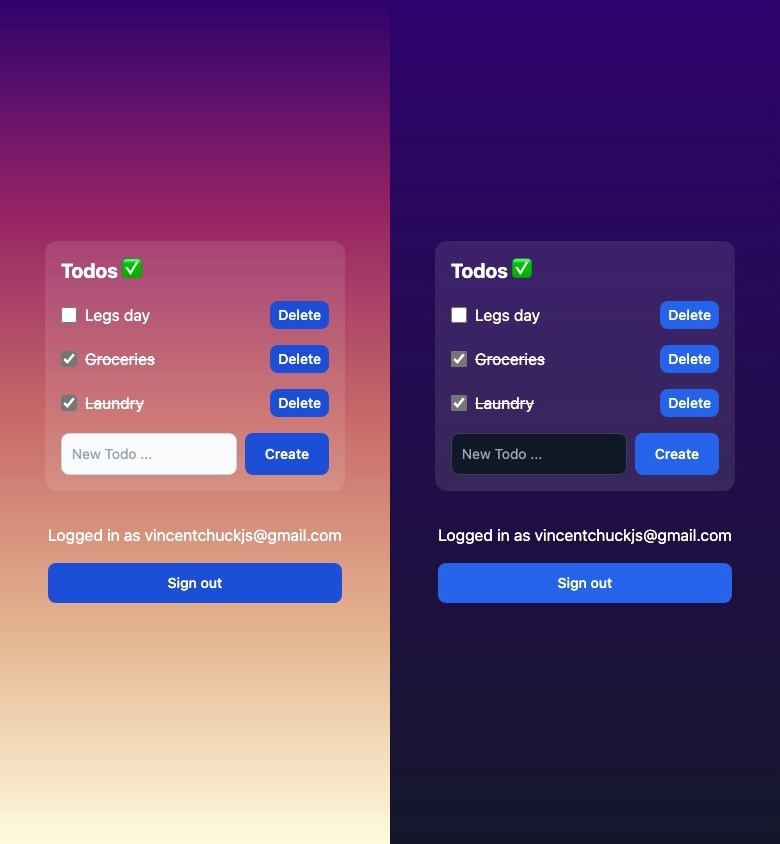 Todos ✅
Legs day Delete
Groceries Delete
Laundry Delete
New Todo ... Create
Logged in as vincentchuckjs@gmail.com
Sign out
Todos ✅
Legs day Delete
Groceries Delete
Laundry Delete
New Todo ... Create
Logged in as vincentchuckjs@gmail.com
Sign out